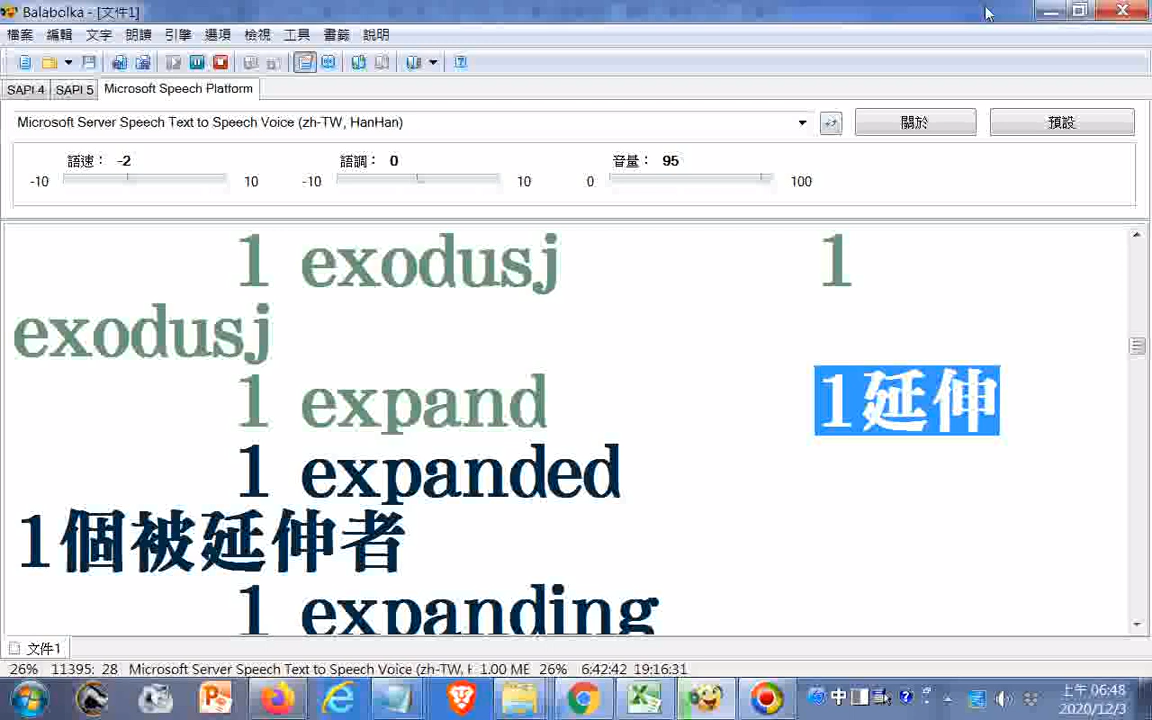 Balabolka - [文件1]
檔案 編輯 文字 朗讀 引擎 選項 檢視 工具 書籤 說明
SAPI 4 SAPI 5 Microsoft Speech Platform
Microsoft Server Speech Text to Speech Voice (zh-TW, HanHan) 關於 預設
語速： -2 語調： 0 音量： 95
-10 10 -10 10 0 100
1 exodusj 1
exodusj
1 expand 1延伸
1 expanded
1個被延伸者
1 expanding
文件1
26% 11395: 28 Microsoft Server Speech Text to Speech Voice (zh-TW, H 1.00 ME 26% 6:42:42 19:16:31
中 上午 06:48
2020/12/3